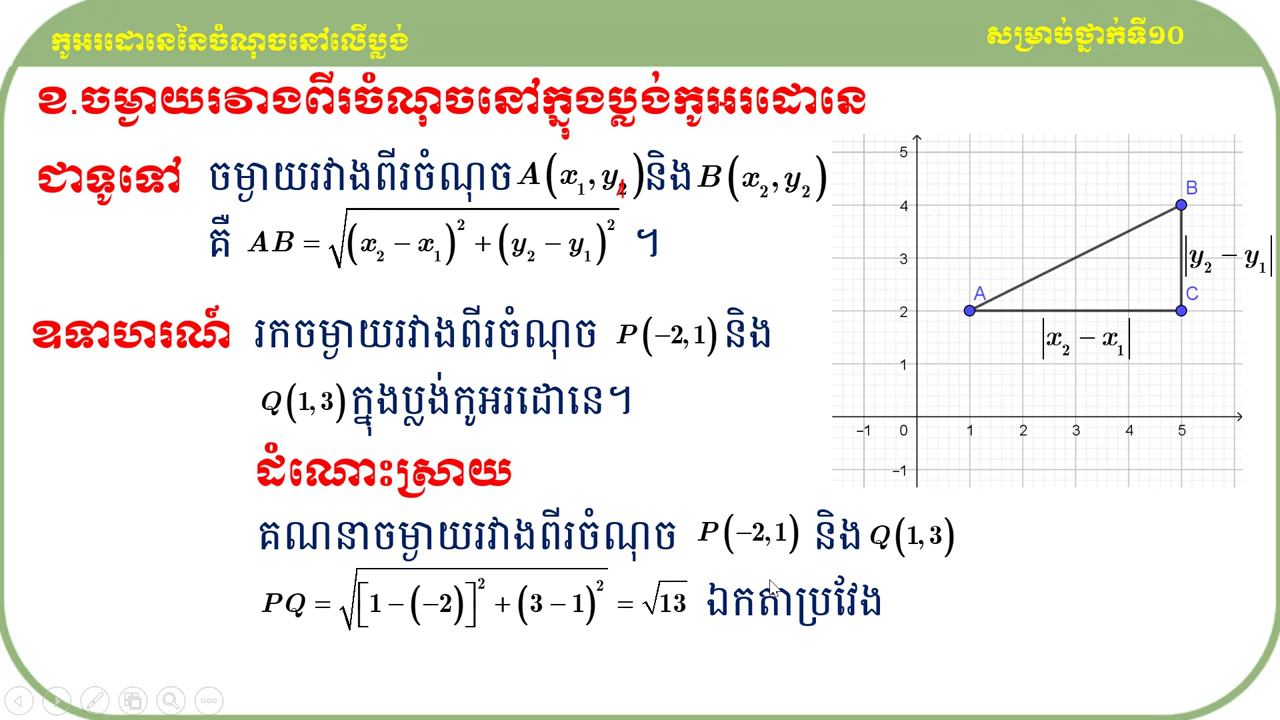 កូអរដោនេនៃចំណុចនៅលើប្លង់
សម្រាប់ថ្នាក់ទី១០
ខ.ចម្ងាយរវាងពីរចំណុចនៅក្នុងប្លង់កូអរដោនេ
ជាទូទៅ ចម្ងាយរវាងពីរចំណុច A(x₁, y₂) និង B(x₂, y₂)
គឺ AB = √((x₂ − x₁)² + (y₂ − y₁)²) ។
ឧទាហរណ៍ រកចម្ងាយរវាងពីរចំណុច P(−2,1) និង
Q(1,3) ក្នុងប្លង់កូអរដោនេ។
ដំណោះស្រាយ
គណនាចម្ងាយរវាងពីរចំណុច P(−2,1) និង Q(1,3)
PQ = √([1−(−2)]² + (3−1)²) = √13 ឯកតាប្រវែង
5
B
4
|y₂ − y₁|
3
A
C
2
|x₂ − x₁|
1
−1 0 1 2 3 4 5
−1